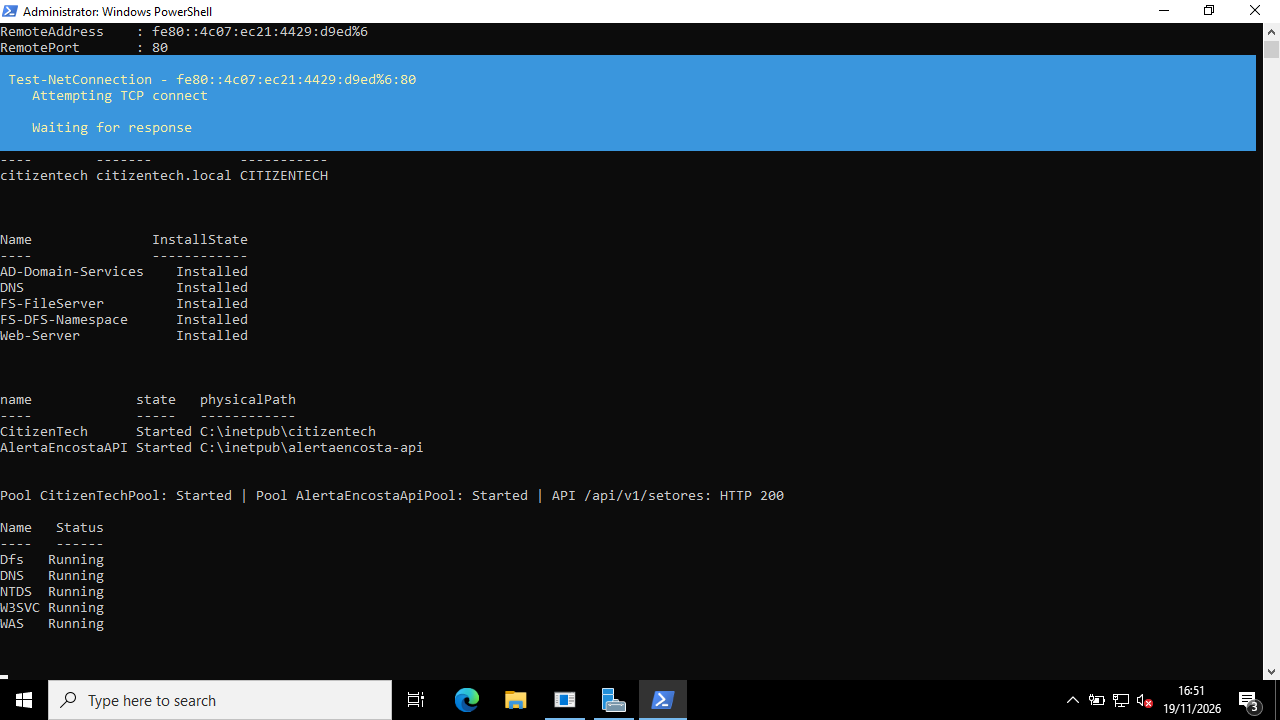 Administrator: Windows PowerShell
RemoteAddress    : fe80::4c07:ec21:4429:d9ed%6
RemotePort       : 80
Test-NetConnection - fe80::4c07:ec21:4429:d9ed%6:80
Attempting TCP connect
Waiting for response
----        -------           -----------
citizentech citizentech.local CITIZENTECH
Name               InstallState
----               ------------
AD-Domain-Services    Installed
DNS                   Installed
FS-FileServer         Installed
FS-DFS-Namespace      Installed
Web-Server            Installed
name             state   physicalPath
----             -----   ------------
CitizenTech      Started C:\inetpub\citizentech
AlertaEncostaAPI Started C:\inetpub\alertaencosta-api
Pool CitizenTechPool: Started | Pool AlertaEncostaApiPool: Started | API /api/v1/setores: HTTP 200
Name   Status
----   ------
Dfs   Running
DNS   Running
NTDS  Running
W3SVC Running
WAS   Running
Type here to search
16:51
19/11/2026
3